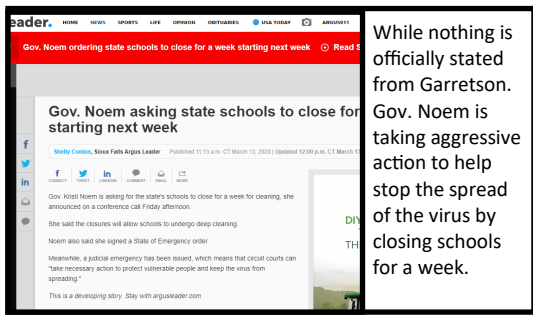 eader.
HOME NEWS SPORTS LIFE OPINION OBITUARIES USA TODAY ARGUS911
Gov. Noem ordering state schools to close for a week starting next week Read S
Gov. Noem asking state schools to close for
starting next week
Shelly Conlon, Sioux Falls Argus Leader Published 11:13 a.m. CT March 13, 2020 | Updated 12:00 p.m. CT March 13
CONNECT TWEET LINKEDIN COMMENT EMAIL MORE
Gov. Kristi Noem is asking for the state's schools to close for a week for cleaning, she
announced on a conference call Friday afternoon.
She said the closures will allow schools to undergo deep cleaning.
Noem also said she signed a State of Emergency order.
Meanwhile, a judicial emergency has been issued, which means that circuit courts can
"take necessary action to protect vulnerable people and keep the virus from
spreading."
This is a developing story. Stay with argusleader.com
DIY
TH
While nothing is
officially stated
from Garretson.
Gov. Noem is
taking aggressive
action to help
stop the spread
of the virus by
closing schools
for a week.